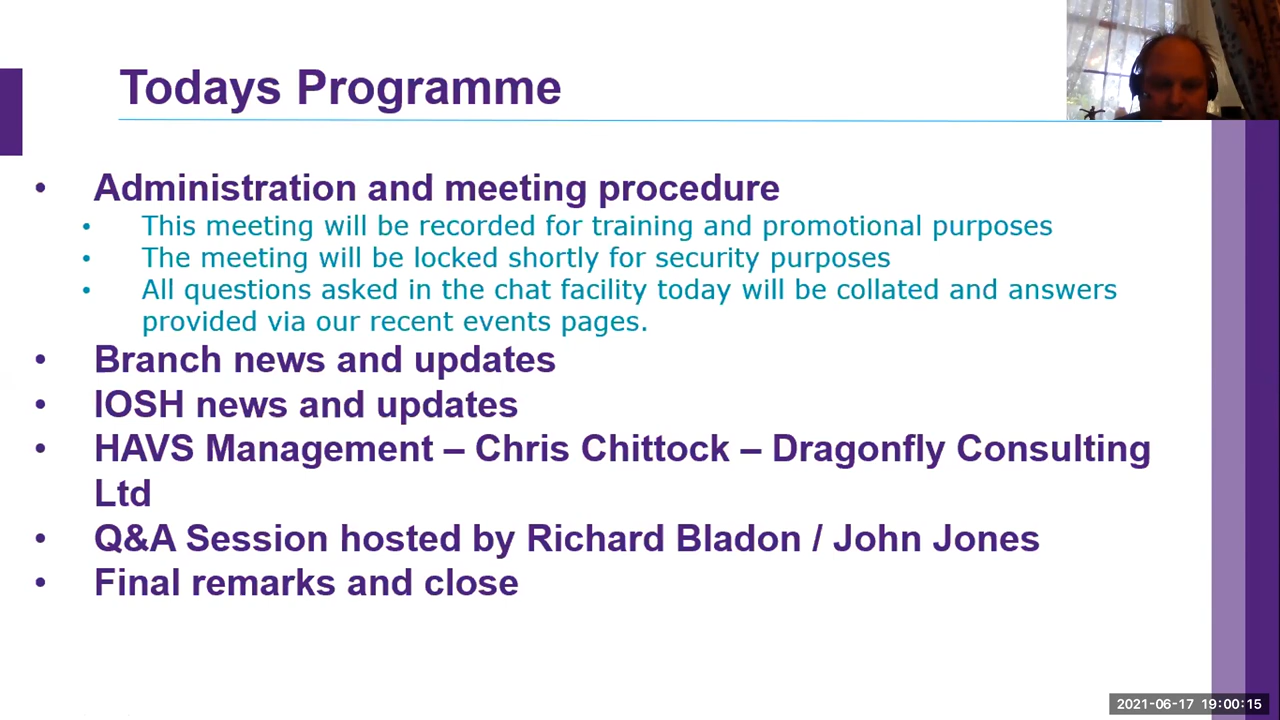 Todays Programme
• Administration and meeting procedure
• This meeting will be recorded for training and promotional purposes
• The meeting will be locked shortly for security purposes
• All questions asked in the chat facility today will be collated and answers
provided via our recent events pages.
• Branch news and updates
• IOSH news and updates
• HAVS Management – Chris Chittock – Dragonfly Consulting
Ltd
• Q&A Session hosted by Richard Bladon / John Jones
• Final remarks and close
2021-06-17 19:00:15